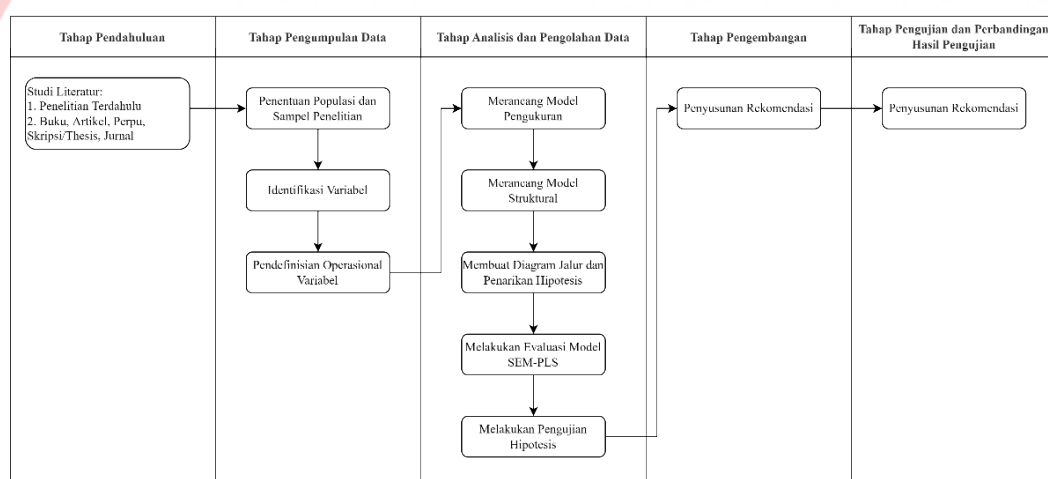 Tahap Pendahuluan
Tahap Pengumpulan Data
Tahap Analisis dan Pengolahan Data
Tahap Pengembangan
Tahap Pengujian dan Perbandingan
Hasil Pengujian
Studi Literatur:
1. Penelitian Terdahulu
2. Buku, Artikel, Perpu,
Skripsi/Thesis, Jurnal
Penentuan Populasi dan
Sampel Penelitian
Identifikasi Variabel
Pendefinisian Operasional
Variabel
Merancang Model
Pengukuran
Merancang Model
Struktural
Membuat Diagram Jalur dan
Penarikan Hipotesis
Melakukan Evaluasi Model
SEM-PLS
Melakukan Pengujian
Hipotesis
Penyusunan Rekomendasi
Penyusunan Rekomendasi